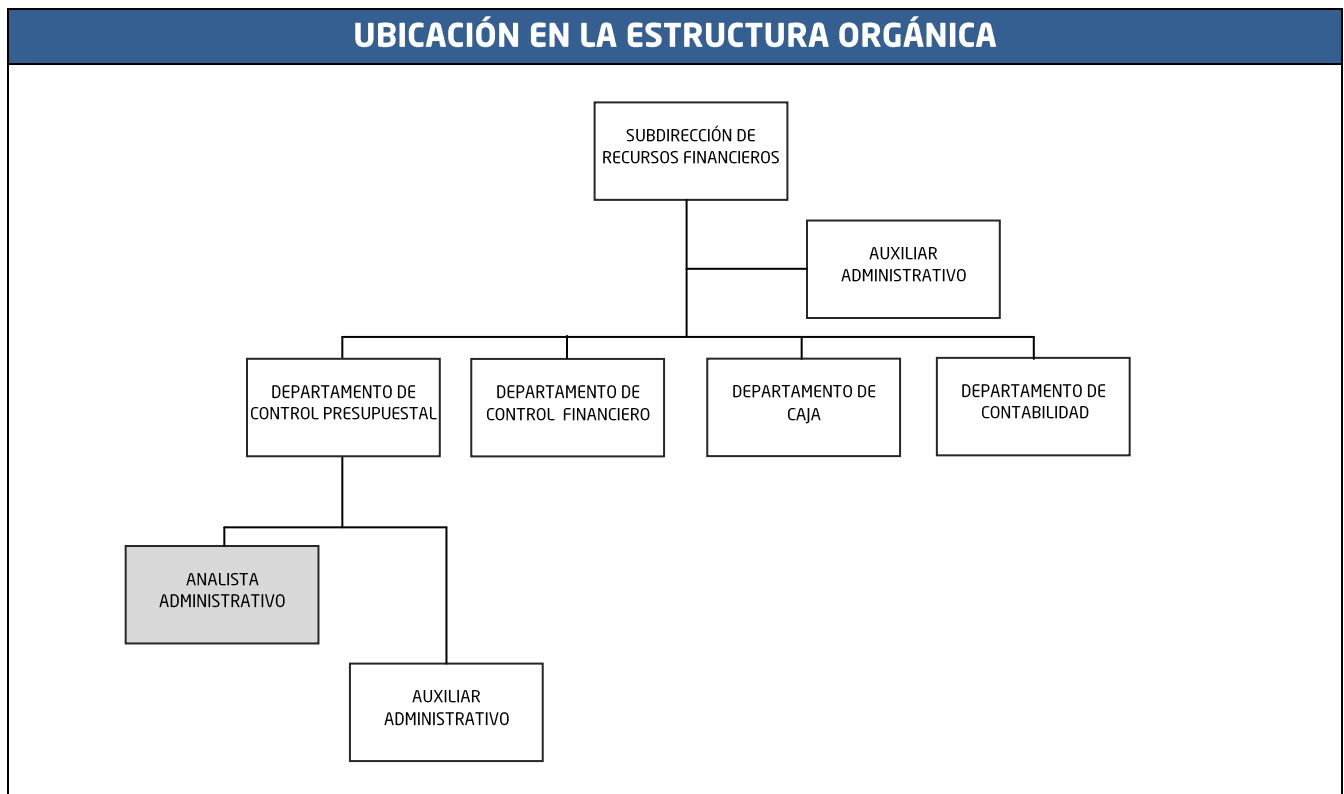 UBICACIÓN EN LA ESTRUCTURA ORGÁNICA
SUBDIRECCIÓN DE
RECURSOS FINANCIEROS
AUXILIAR
ADMINISTRATIVO
DEPARTAMENTO DE
CONTROL PRESUPUESTAL
DEPARTAMENTO DE
CONTROL FINANCIERO
DEPARTAMENTO DE
CAJA
DEPARTAMENTO DE
CONTABILIDAD
ANALISTA
ADMINISTRATIVO
AUXILIAR
ADMINISTRATIVO